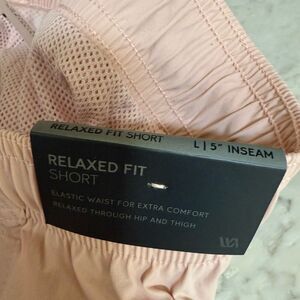 RELAXED FIT SHORT
L | 5" INSEAM
RELAXED FIT
SHORT
ELASTIC WAIST FOR EXTRA COMFORT
RELAXED THROUGH HIP AND THIGH